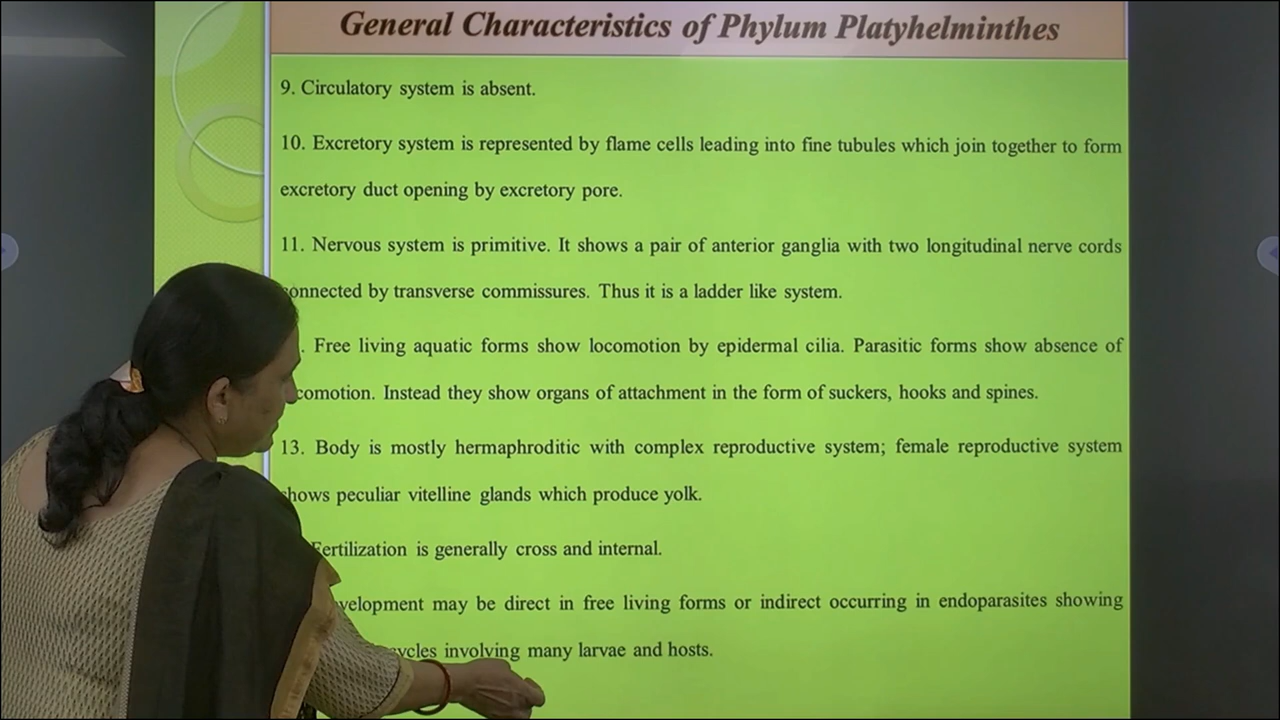 General Characteristics of Phylum Platyhelminthes
9. Circulatory system is absent.
10. Excretory system is represented by flame cells leading into fine tubules which join together to form
excretory duct opening by excretory pore.
11. Nervous system is primitive. It shows a pair of anterior ganglia with two longitudinal nerve cords
connected by transverse commissures. Thus it is a ladder like system.
. Free living aquatic forms show locomotion by epidermal cilia. Parasitic forms show absence of
comotion. Instead they show organs of attachment in the form of suckers, hooks and spines.
13. Body is mostly hermaphroditic with complex reproductive system; female reproductive system
shows peculiar vitelline glands which produce yolk.
Fertilization is generally cross and internal.
velopment may be direct in free living forms or indirect occurring in endoparasites showing
ycles involving many larvae and hosts.